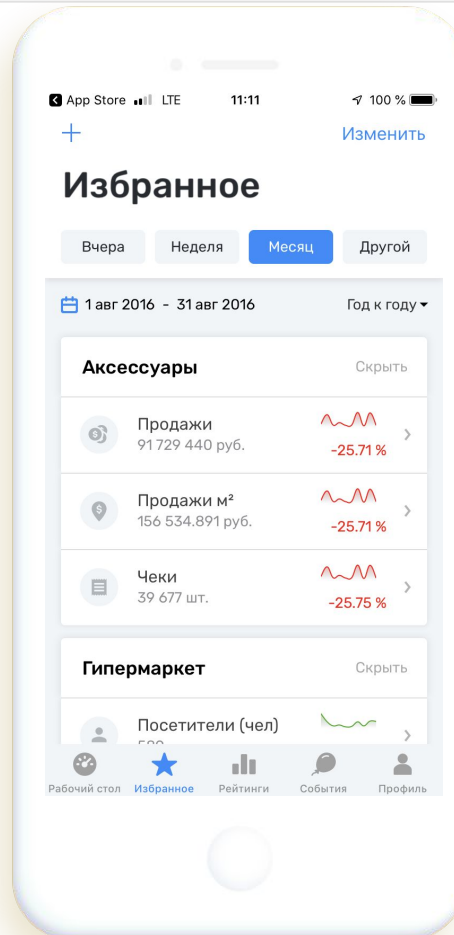 App Store LTE 11:11 100 %
Изменить
Избранное
Вчера Неделя Месяц Другой
1 авг 2016 - 31 авг 2016 Год к году
Аксессуары Скрыть
Продажи
91 729 440 руб.
-25.71 %
Продажи м²
156 534.891 руб.
-25.71 %
Чеки
39 677 шт.
-25.75 %
Гипермаркет Скрыть
Посетители (чел)
Рабочий стол Избранное Рейтинги События Профиль